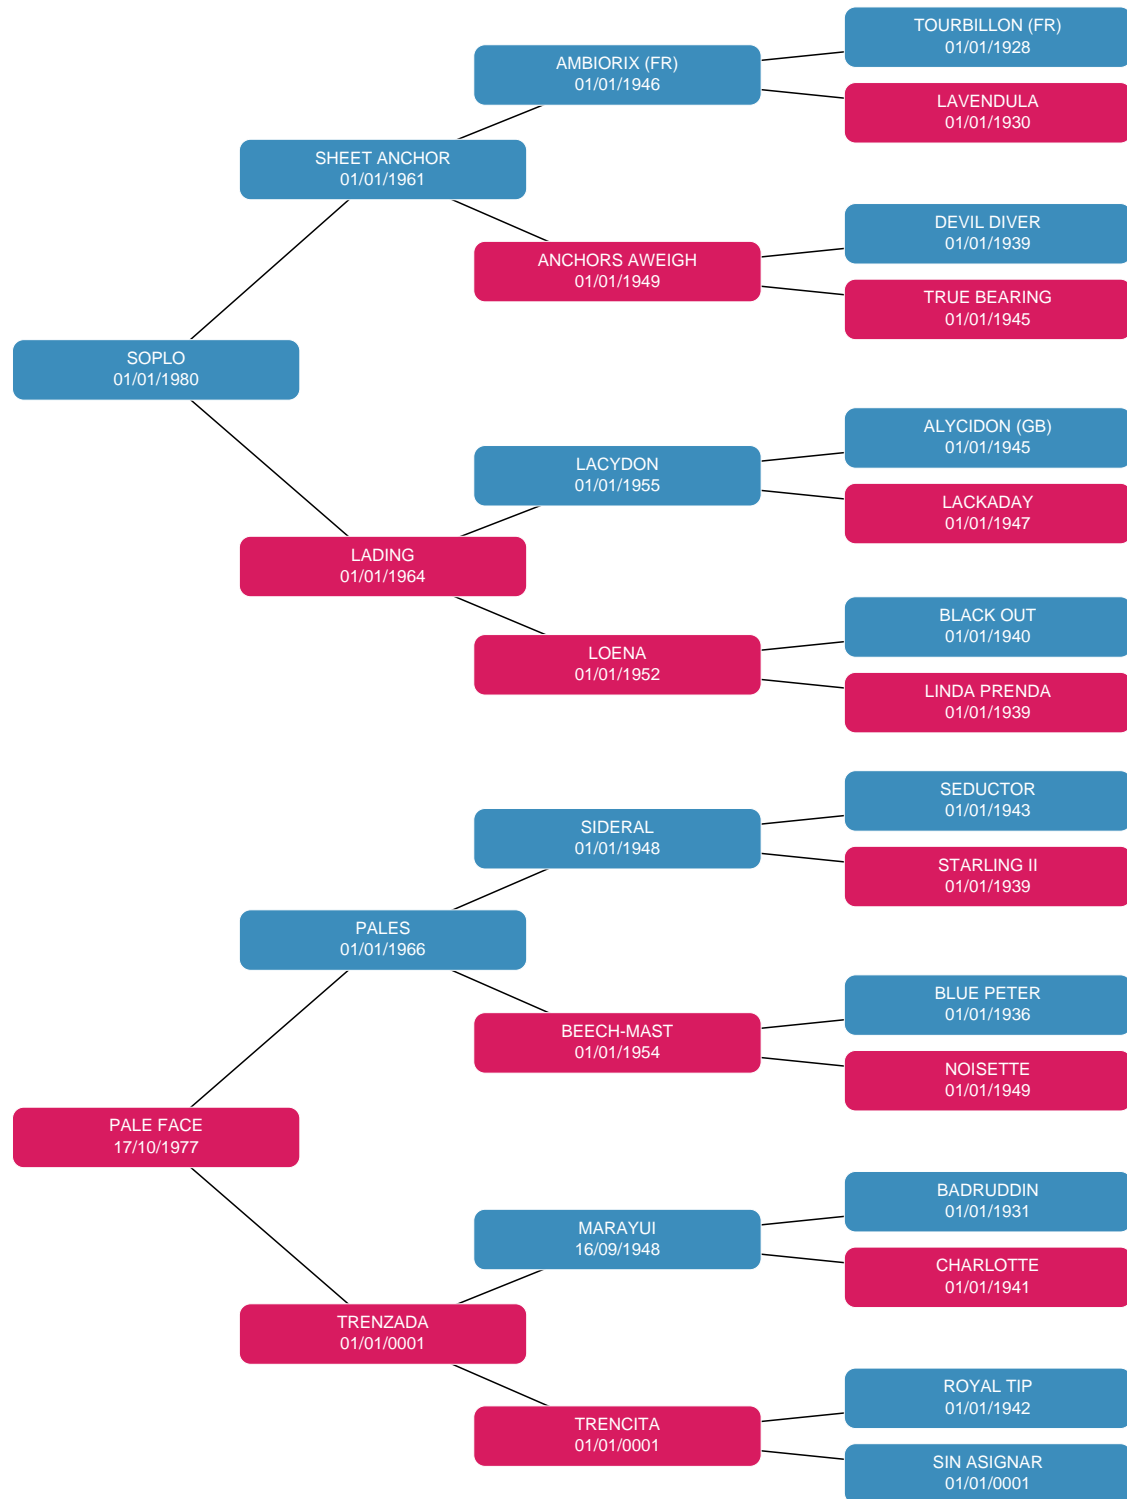 TOURBILLON (FR)
01/01/1928
AMBIORIX (FR)
01/01/1946
LAVENDULA
01/01/1930
SHEET ANCHOR
01/01/1961
DEVIL DIVER
01/01/1939
ANCHORS AWEIGH
01/01/1949
TRUE BEARING
01/01/1945
SOPLO
01/01/1980
ALYCIDON (GB)
01/01/1945
LACYDON
01/01/1955
LACKADAY
01/01/1947
LADING
01/01/1964
BLACK OUT
01/01/1940
LOENA
01/01/1952
LINDA PRENDA
01/01/1939
SEDUCTOR
01/01/1943
SIDERAL
01/01/1948
STARLING II
01/01/1939
PALES
01/01/1966
BLUE PETER
01/01/1936
BEECH-MAST
01/01/1954
NOISETTE
01/01/1949
PALE FACE
17/10/1977
BADRUDDIN
01/01/1931
MARAYUI
16/09/1948
CHARLOTTE
01/01/1941
TRENZADA
01/01/0001
ROYAL TIP
01/01/1942
TRENCITA
01/01/0001
SIN ASIGNAR
01/01/0001